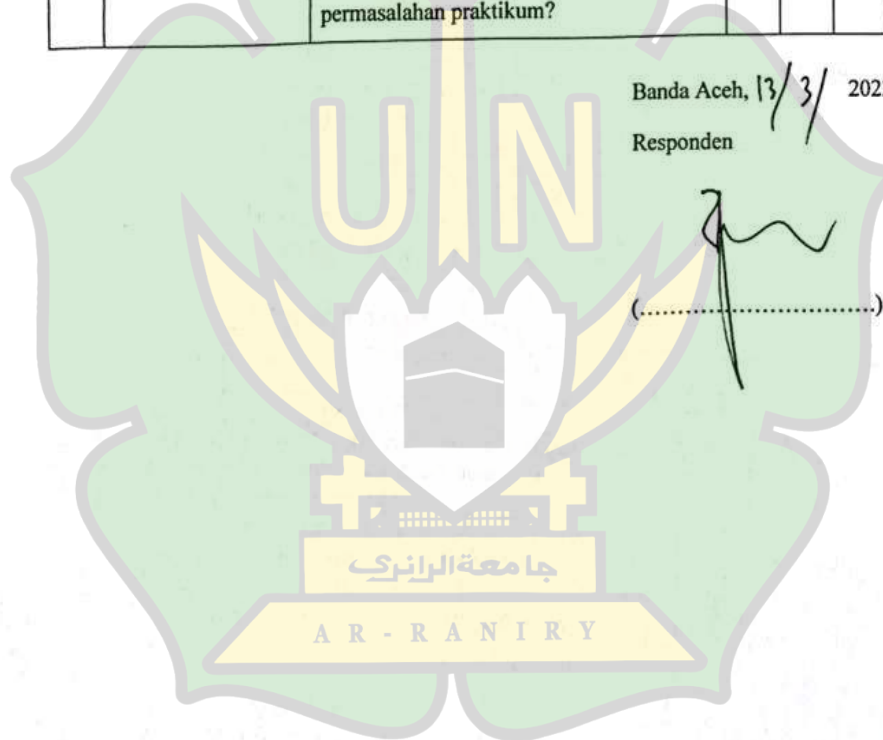 permasalahan praktikum?
Banda Aceh, 13/3/ 202
Responden
(..............................)
UIN
جامعة الرانري
AR-RANIRY